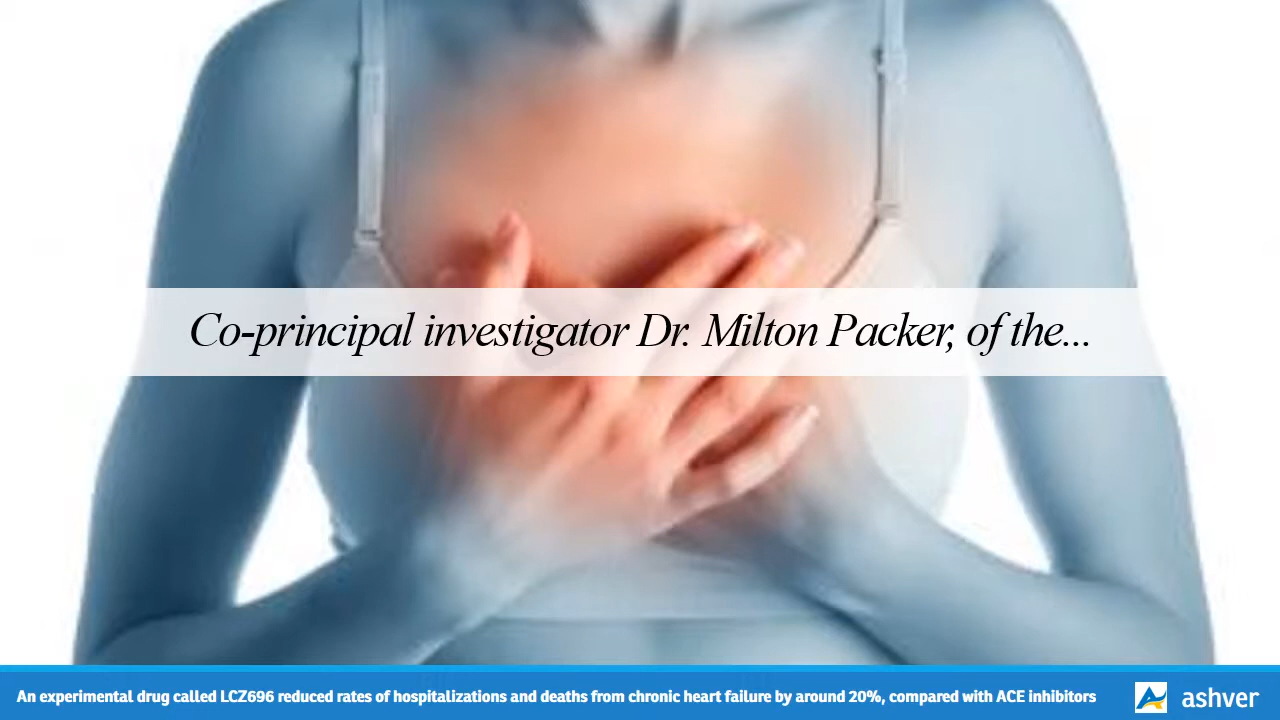 Co-principal investigator Dr. Milton Packer, of the...
An experimental drug called LCZ696 reduced rates of hospitalizations and deaths from chronic heart failure by around 20%, compared with ACE inhibitors
ashver